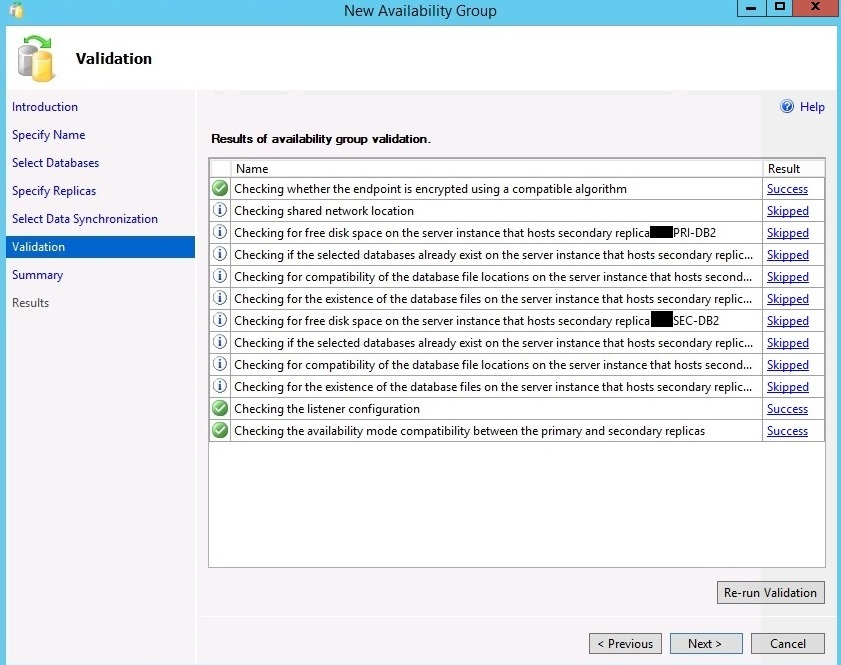 New Availability Group
Validation
Introduction
Specify Name
Select Databases
Specify Replicas
Select Data Synchronization
Validation
Summary
Results
Help
Results of availability group validation.
Name Result
Checking whether the endpoint is encrypted using a compatible algorithm Success
Checking shared network location Skipped
Checking for free disk space on the server instance that hosts secondary replica PRI-DB2 Skipped
Checking if the selected databases already exist on the server instance that hosts secondary replic... Skipped
Checking for compatibility of the database file locations on the server instance that hosts second... Skipped
Checking for the existence of the database files on the server instance that hosts secondary replic... Skipped
Checking for free disk space on the server instance that hosts secondary replica SEC-DB2 Skipped
Checking if the selected databases already exist on the server instance that hosts secondary replic... Skipped
Checking for compatibility of the database file locations on the server instance that hosts second... Skipped
Checking for the existence of the database files on the server instance that hosts secondary replic... Skipped
Checking the listener configuration Success
Checking the availability mode compatibility between the primary and secondary replicas Success
Re-run Validation
< Previous Next > Cancel